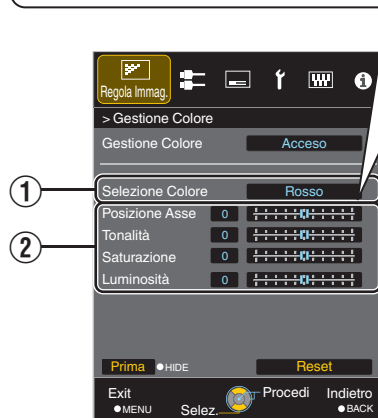 Regola Immag.
> Gestione Colore
Gestione Colore Acceso
1 Selezione Colore Rosso
2 Posizione Asse 0
Tonalità 0
Saturazione 0
Luminosità 0
Prima ●HIDE Reset
Exit Procedi Indietro
●MENU Selez. ●BACK